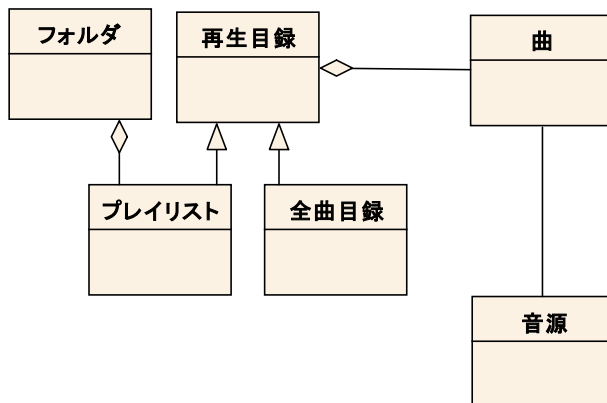 フォルダ
再生目録
曲
プレイリスト
全曲目録
音源